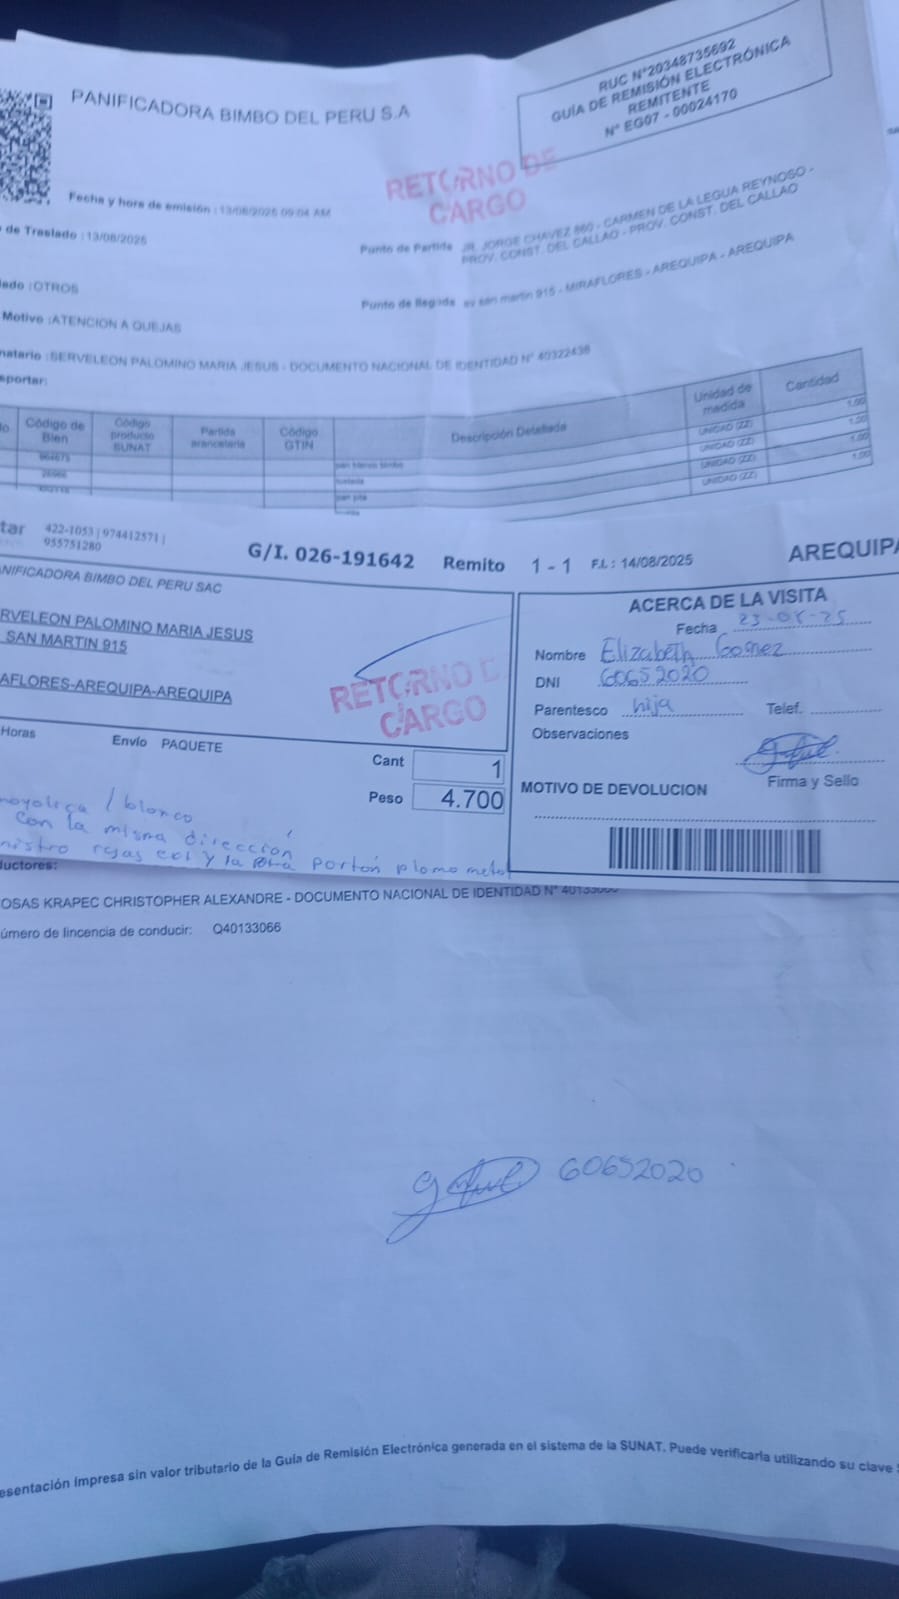 PANIFICADORA BIMBO DEL PERU S.A
RUC N°20348735692
GUÍA DE REMISIÓN ELECTRÓNICA
REMITENTE
N° EG07 - 00024170
RETORNO DE
CARGO
Fecha y hora de emisión : 13/08/2025 09:04 AM
de Traslado : 13/08/2025
Punto de Partida JR. JORGE CHAVEZ 860 - CARMEN DE LA LEGUA REYNOSO -
PROV. CONST. DEL CALLAO - PROV. CONST. DEL CALLAO
lado : OTROS
Punto de llegada av san martin 915 - MIRAFLORES - AREQUIPA - AREQUIPA
Motivo : ATENCION A QUEJAS
natario : SERVELEON PALOMINO MARIA JESUS - DOCUMENTO NACIONAL DE IDENTIDAD N° 40322438
sportar:
Código de Bien
Código producto SUNAT
Partida arancelaria
Código GTIN
Descripción Detallada
Unidad de medida
Cantidad
pan blanco bimbo UNIDAD (ZZ) 1.00
tostada UNIDAD (ZZ) 1.00
pan pita UNIDAD (ZZ) 1.00
UNIDAD (ZZ) 1.00
tar 422-1053 | 974412571 |
955751280
G/I. 026-191642 Remito 1 - 1 F.I. : 14/08/2025 AREQUIPA
NIFICADORA BIMBO DEL PERU SAC
RVELEON PALOMINO MARIA JESUS
SAN MARTIN 915
AFLORES-AREQUIPA-AREQUIPA
RETORNO D
CARGO
Horas Envío PAQUETE
Cant 1
Peso 4.700
ACERCA DE LA VISITA
Fecha 23-08-25
Nombre Elizabeth Gomez
DNI 60652020
Parentesco hija Telef.
Observaciones
Firma y Sello
MOTIVO DE DEVOLUCION
/ blanco
con la misma dirección
rejas y la portón plomo metal
ductores:
OSAS KRAPEC CHRISTOPHER ALEXANDRE - DOCUMENTO NACIONAL DE IDENTIDAD N°
úmero de lincencia de conducir: Q40133066
60652020
esentación impresa sin valor tributario de la Guía de Remisión Electrónica generada en el sistema de la SUNAT. Puede verificarla utilizando su clave